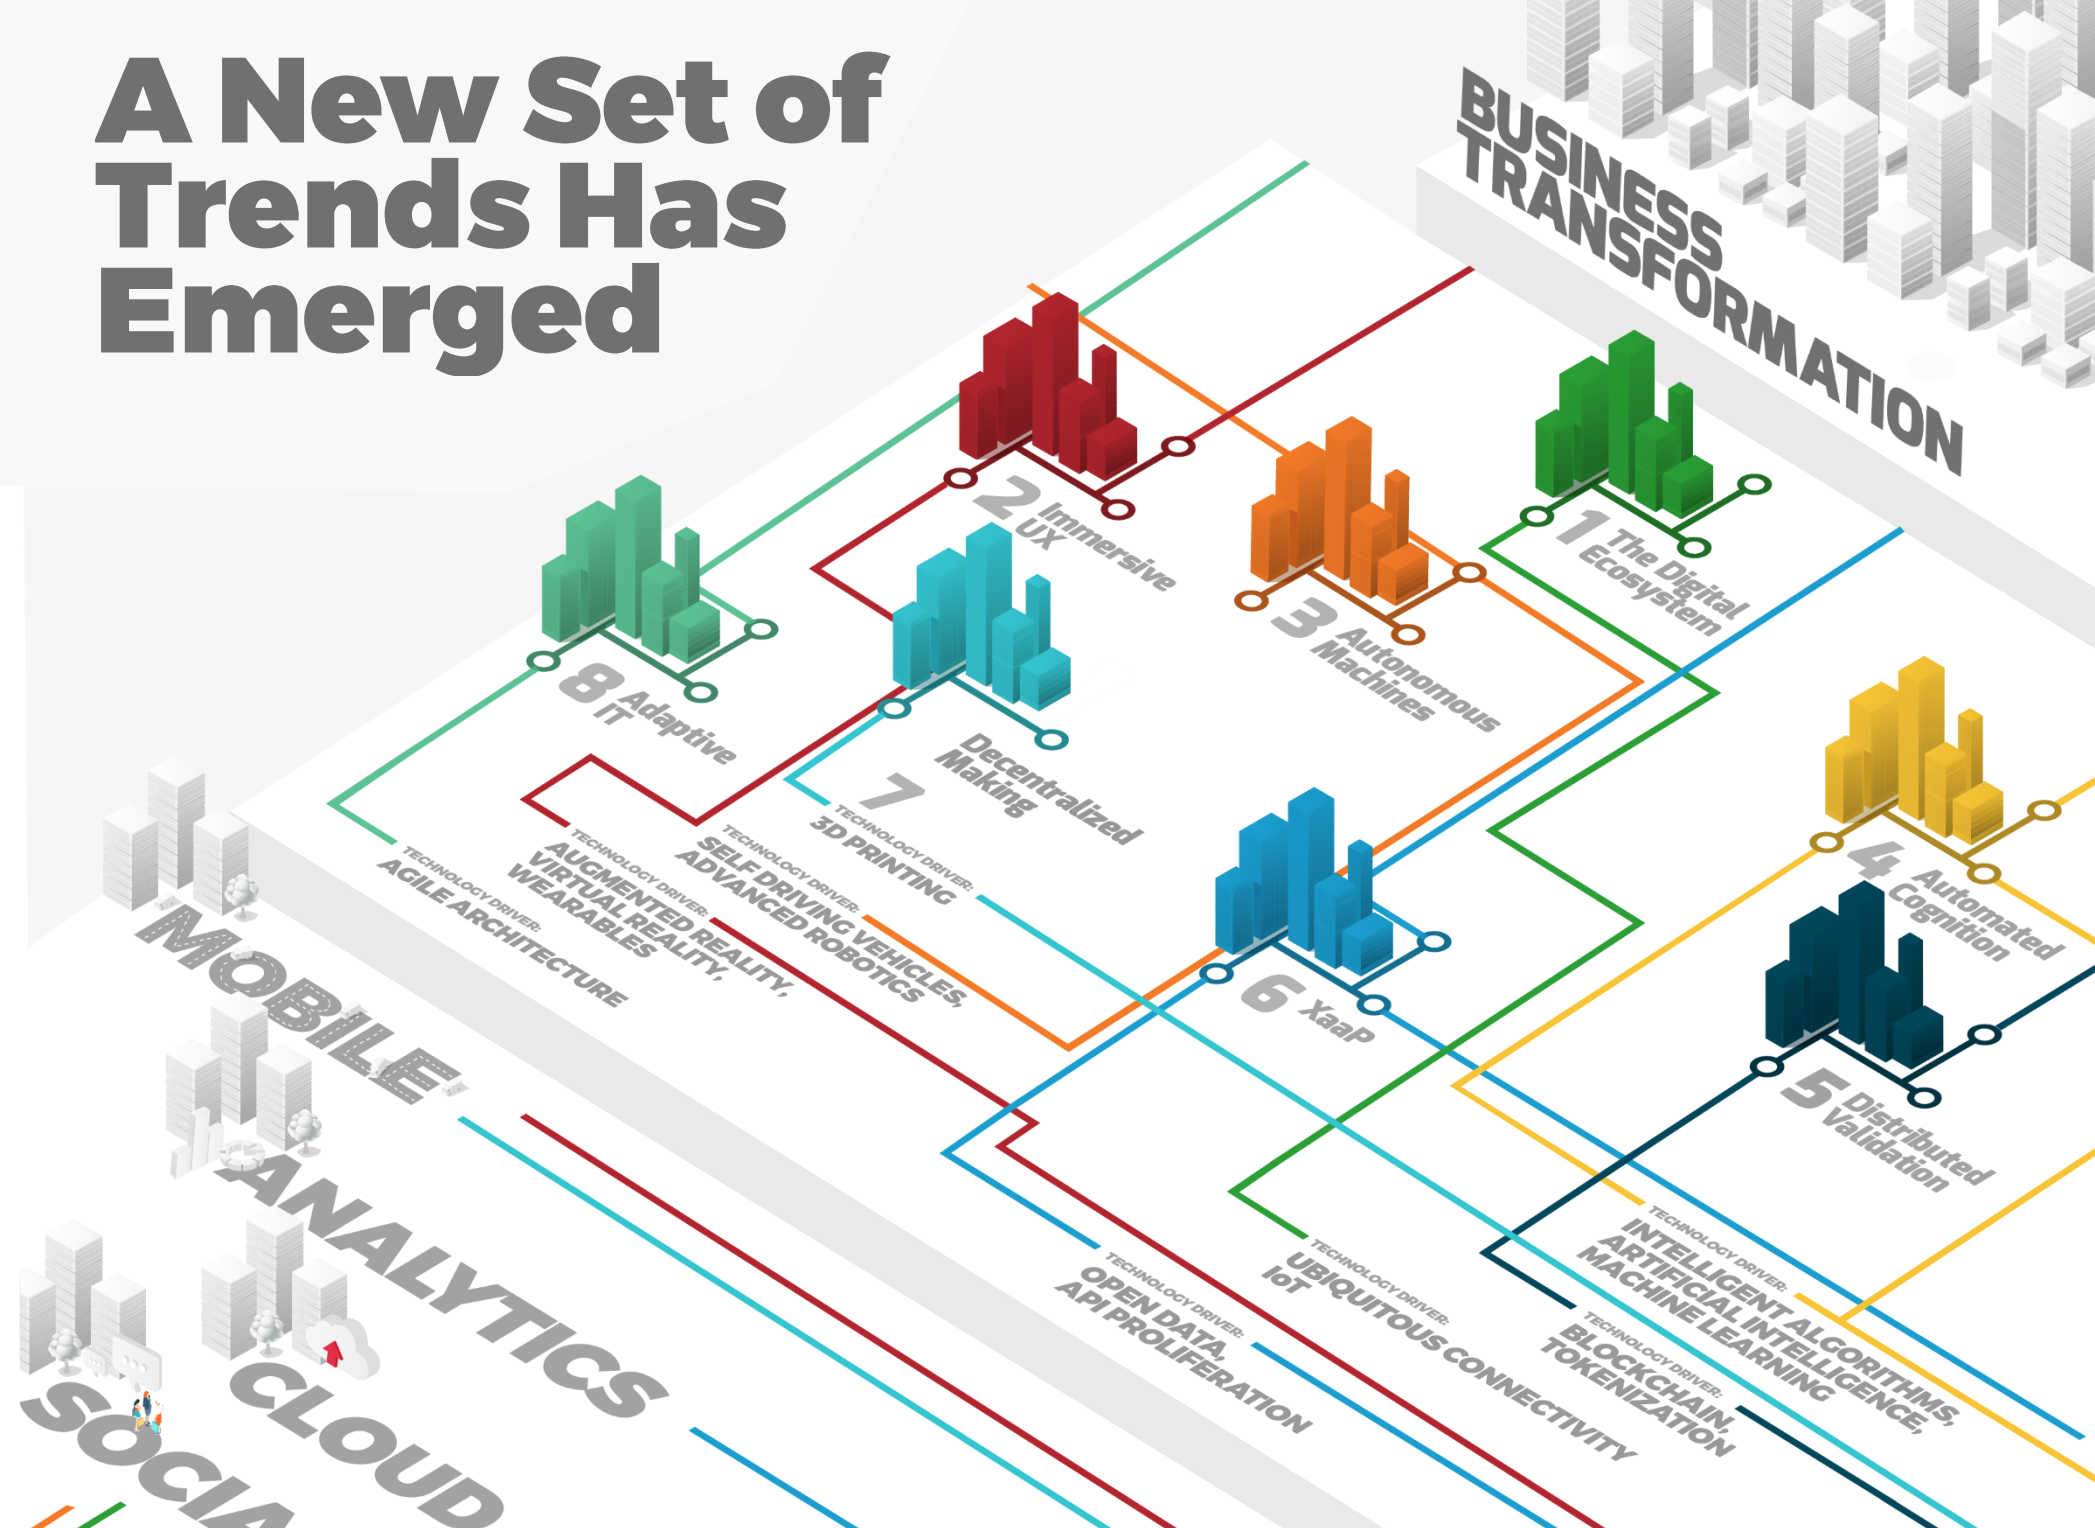 A New Set of
Trends Has
Emerged
BUSINESS
TRANSFORMATION
2 Immersive
UX
1 The Digital
Ecosystem
3 Autonomous
Machines
8 Adaptive
IT
7 Decentralized
Making
4 Automated
Cognition
6 XaaP
5 Distributed
Validation
TECHNOLOGY DRIVER:
AGILE ARCHITECTURE
TECHNOLOGY DRIVER:
AUGMENTED REALITY,
VIRTUAL REALITY,
WEARABLES
TECHNOLOGY DRIVER:
SELF DRIVING VEHICLES,
ADVANCED ROBOTICS
TECHNOLOGY DRIVER:
3D PRINTING
TECHNOLOGY DRIVER:
OPEN DATA,
API PROLIFERATION
TECHNOLOGY DRIVER:
UBIQUITOUS CONNECTIVITY
IoT
TECHNOLOGY DRIVER:
BLOCKCHAIN,
TOKENIZATION
TECHNOLOGY DRIVER:
INTELLIGENT ALGORITHMS,
ARTIFICIAL INTELLIGENCE,
MACHINE LEARNING
MOBILE
ANALYTICS
CLOUD
SOCIA